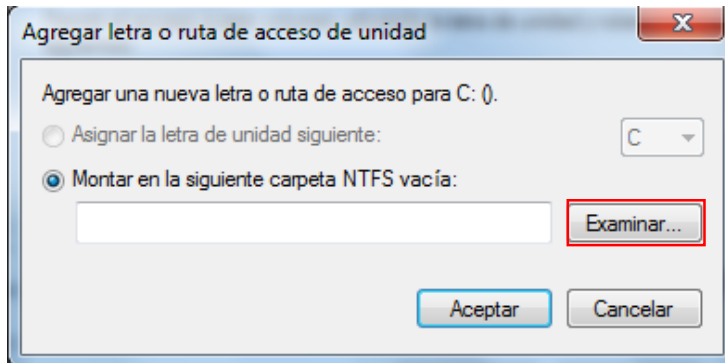 Agregar letra o ruta de acceso de unidad
Agregar una nueva letra o ruta de acceso para C: ().
Asignar la letra de unidad siguiente:
C
Montar en la siguiente carpeta NTFS vacía:
Examinar...
Aceptar
Cancelar